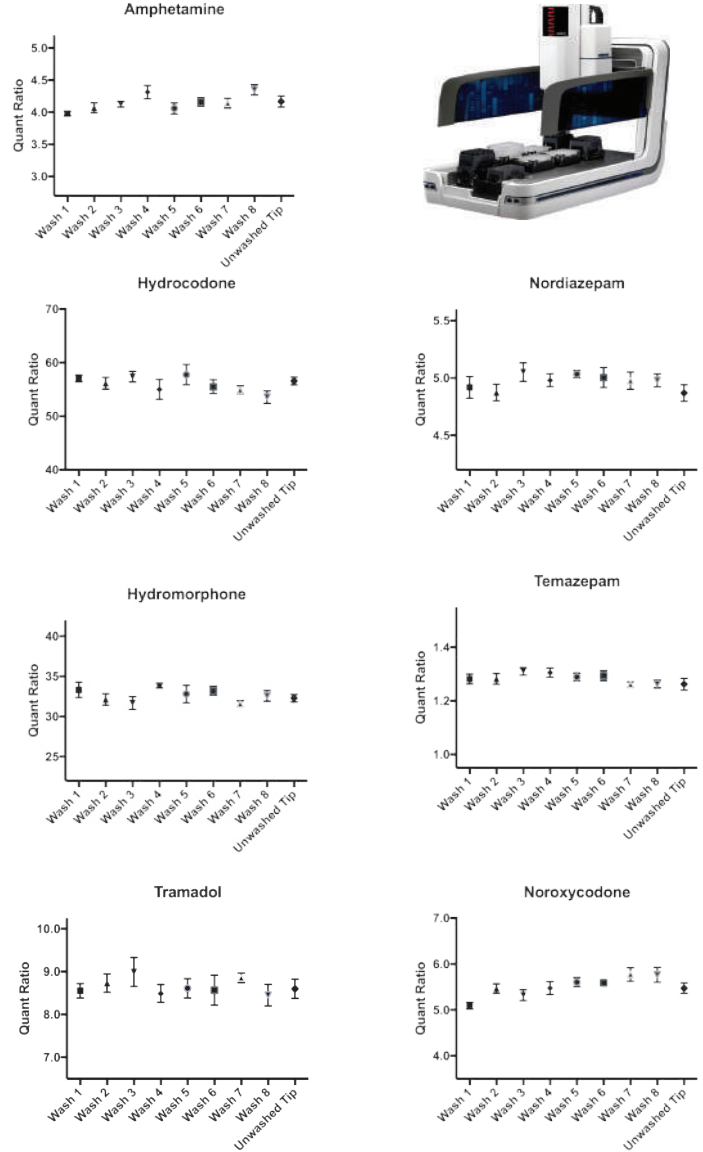 Amphetamine
Quant Ratio
5.0
4.5
4.0
3.5
3.0
Wash 1
Wash 2
Wash 3
Wash 4
Wash 5
Wash 6
Wash 7
Wash 8
Unwashed Tip
Hydrocodone
Quant Ratio
70
60
50
40
Wash 1
Wash 2
Wash 3
Wash 4
Wash 5
Wash 6
Wash 7
Wash 8
Unwashed Tip
Nordiazepam
Quant Ratio
5.5
5.0
4.5
Wash 1
Wash 2
Wash 3
Wash 4
Wash 5
Wash 6
Wash 7
Wash 8
Unwashed Tip
Hydromorphone
Quant Ratio
40
35
30
25
Wash 1
Wash 2
Wash 3
Wash 4
Wash 5
Wash 6
Wash 7
Wash 8
Unwashed Tip
Temazepam
Quant Ratio
1.4
1.2
1.0
Wash 1
Wash 2
Wash 3
Wash 4
Wash 5
Wash 6
Wash 7
Wash 8
Unwashed Tip
Tramadol
Quant Ratio
10.0
9.0
8.0
7.0
Wash 1
Wash 2
Wash 3
Wash 4
Wash 5
Wash 6
Wash 7
Wash 8
Unwashed Tip
Noroxycodone
Quant Ratio
7.0
6.0
5.0
4.0
Wash 1
Wash 2
Wash 3
Wash 4
Wash 5
Wash 6
Wash 7
Wash 8
Unwashed Tip